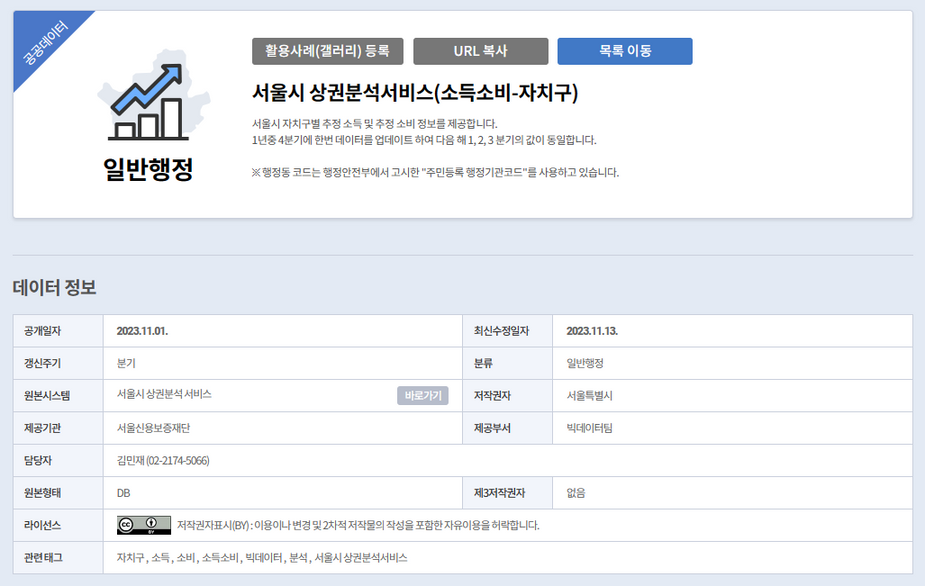 공공데이터
일반행정
활용사례(갤러리) 등록 URL 복사 목록 이동
서울시 상권분석서비스(소득소비-자치구)
서울시 자치구별 추정 소득 및 추정 소비 정보를 제공합니다.
1년중 4분기에 한번 데이터를 업데이트 하여 다음 해 1, 2, 3 분기의 값이 동일합니다.
※ 행정동 코드는 행정안전부에서 고시한 "주민등록 행정기관코드"를 사용하고 있습니다.
데이터 정보
공개일자 2023.11.01. 최신수정일자 2023.11.13.
갱신주기 분기 분류 일반행정
원본시스템 서울시 상권분석 서비스 바로가기 저작권자 서울특별시
제공기관 서울신용보증재단 제공부서 빅데이터팀
담당자 김민재 (02-2174-5066)
원본형태 DB 제3저작권자 없음
라이선스 cc BY 저작권자표시(BY) : 이용이나 변경 및 2차적 저작물의 작성을 포함한 자유이용을 허락합니다.
관련 태그 자치구 , 소득 , 소비 , 소득소비 , 빅데이터 , 분석 , 서울시 상권분석서비스